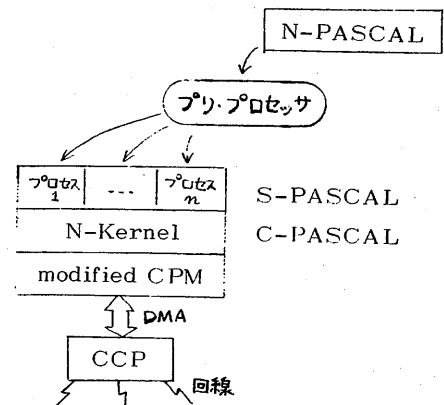 N-PASCAL
プリ・プロセッサ
プロセス 1 --- プロセス n
S-PASCAL
N-Kernel
C-PASCAL
modified CPM
DMA
CCP
回線